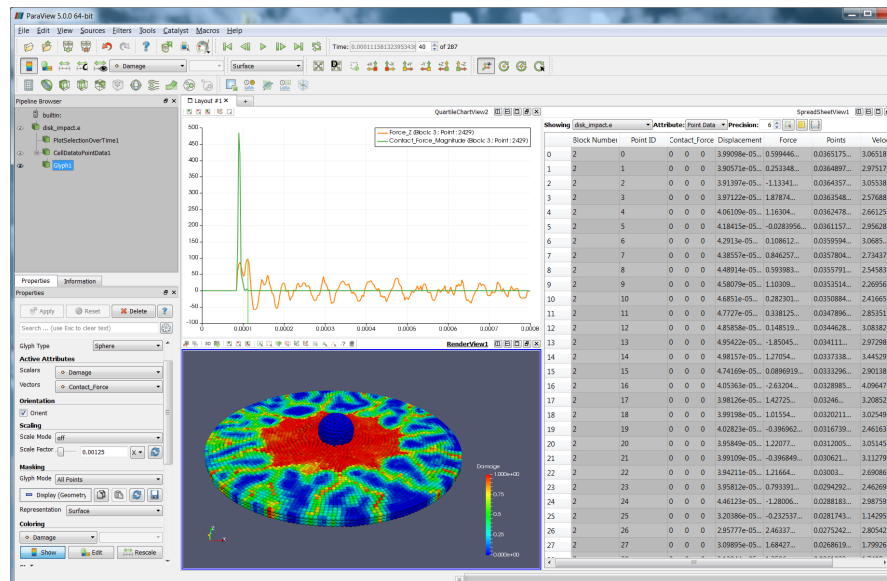 ParaView 5.0.0 64-bit
File Edit View Sources Filters Tools Catalyst Macros Help
Time: 0.00011158132395343 40 of 287
Damage Surface
Pipeline Browser
builtin:
disk_impact.e
PlotSelectionOverTime1
CellDatatoPointData1
Glyph1
Properties Information
Properties
Apply Reset Delete ?
Search ... (use Esc to clear text)
Glyph Type Sphere
Active Attributes
Scalars Damage
Vectors Contact_Force
Orientation
Orient
Scaling
Scale Mode off
Scale Factor 0.00125 X
Masking
Glyph Mode All Points
Display (Geometry
Representation Surface
Coloring
Damage
Show Edit Rescale
Layout #1 X +
QuartileChartView2
Force_Z (Block: 3 : Point : 2429)
Contact_Force_Magnitude (Block: 3 : Point : 2429)
500
450
400
350
300
250
200
150
100
50
0
-50
-100
0 0.0001 0.0002 0.0003 0.0004 0.0005 0.0006 0.0007 0.0008
3D RenderView1
Damage
1.000e+00
0.75
0.5
0.25
0.000e+00
SpreadSheetView1
Showing disk_impact.e Attribute: Point Data Precision: 6
Block Number Point ID Contact_Force Displacement Force Points Veloc
0 2 0 0 0 0 3.99098e-05... 0.599446... 0.0365175... 3.06518
1 2 1 0 0 0 3.90571e-05... 0.253348... 0.0364897... 2.97517
2 2 2 0 0 0 3.91397e-05... -1.13341... 0.0364357... 3.05538
3 2 3 0 0 0 3.97122e-05... 1.87874... 0.0363548... 2.57688
4 2 4 0 0 0 4.06109e-05... 1.16304... 0.0362478... 2.66125
5 2 5 0 0 0 4.18415e-05... -0.0283956... 0.0361157... 2.95628
6 2 6 0 0 0 4.2913e-05... 0.108612... 0.0359594... 3.0685...
7 2 7 0 0 0 4.38557e-05... 0.846257... 0.0357804... 2.73437
8 2 8 0 0 0 4.48914e-05... 0.593983... 0.0355791... 2.54583
9 2 9 0 0 0 4.58079e-05... 1.10309... 0.0353514... 2.26956
10 2 10 0 0 0 4.6851e-05... 0.282301... 0.0350884... 2.41665
11 2 11 0 0 0 4.7727e-05... 0.338125... 0.0347896... 2.85351
12 2 12 0 0 0 4.85858e-05... 0.148519... 0.0344628... 3.08382
13 2 13 0 0 0 4.95422e-05... -1.85045... 0.034111... 2.97298
14 2 14 0 0 0 4.98157e-05... 1.27054... 0.0337338... 3.44529
15 2 15 0 0 0 4.74169e-05... 0.0896919... 0.0333296... 2.90138
16 2 16 0 0 0 4.05363e-05... -2.63204... 0.0328985... 4.09647
17 2 17 0 0 0 3.98126e-05... 1.42725... 0.03246... 3.20852
18 2 18 0 0 0 3.99198e-05... 1.01554... 0.0320211... 3.02549
19 2 19 0 0 0 4.02823e-05... -0.396962... 0.0316739... 3.46163
20 2 20 0 0 0 3.95849e-05... 1.22077... 0.0312005... 3.05145
21 2 21 0 0 0 3.99109e-05... -0.396849... 0.030621... 3.11279
22 2 22 0 0 0 3.94211e-05... 1.21664... 0.03003... 2.69086
23 2 23 0 0 0 3.95812e-05... 0.793391... 0.0294292... 2.46269
24 2 24 0 0 0 4.46123e-05... -1.28006... 0.0288183... 2.98759
25 2 25 0 0 0 3.20386e-05... -0.232537... 0.0281743... 1.14295
26 2 26 0 0 0 2.95777e-05... 2.46337... 0.0275242... 2.80542
27 2 27 0 0 0 3.09895e-05... 1.68427... 0.0268619... 1.79926